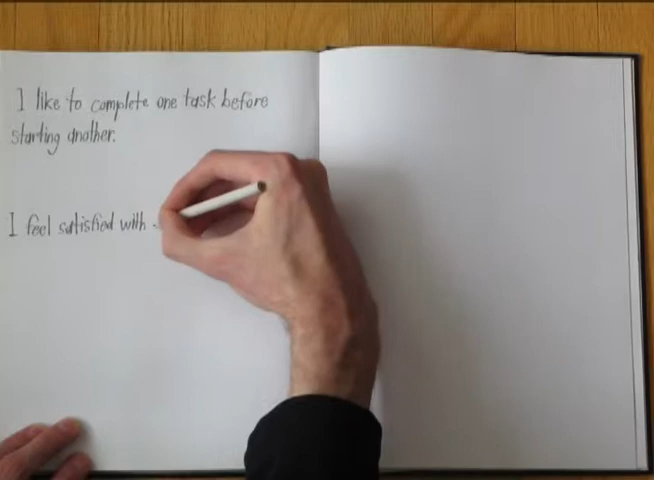 I like to complete one task before
starting another.
I feel satisfied with